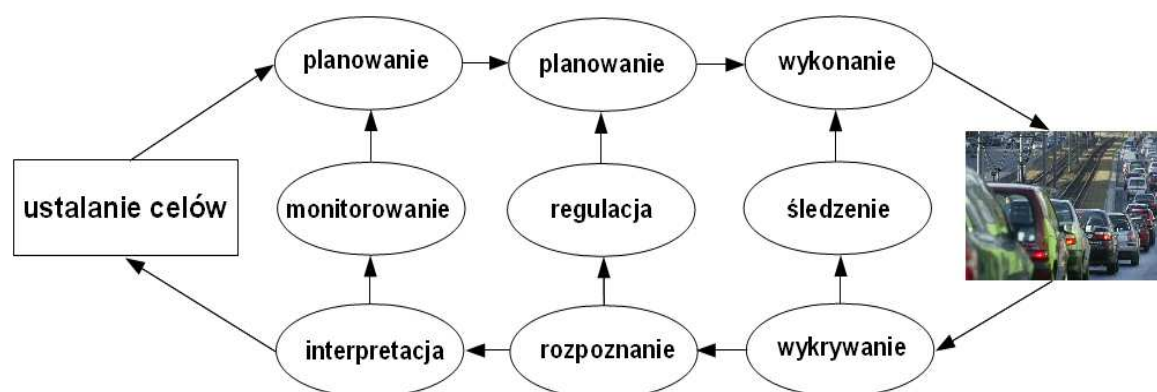 planowanie
planowanie
wykonanie
ustalanie celów
monitorowanie
regulacja
śledzenie
interpretacja
rozpoznanie
wykrywanie